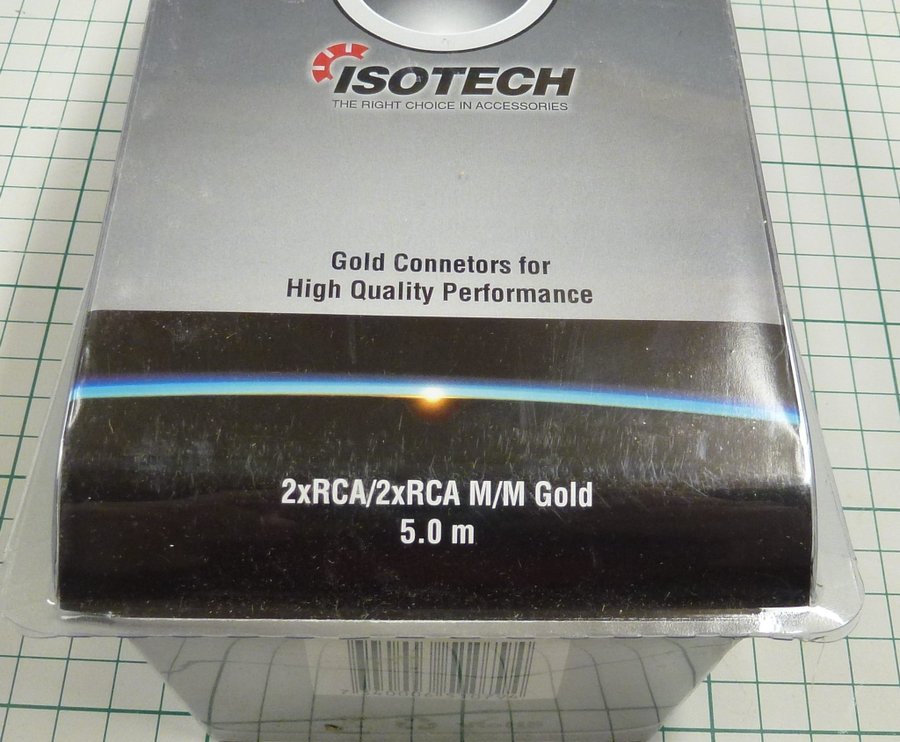 ISOTECH
THE RIGHT CHOICE IN ACCESSORIES
Gold Connetors for
High Quality Performance
2xRCA/2xRCA M/M Gold
5.0 m